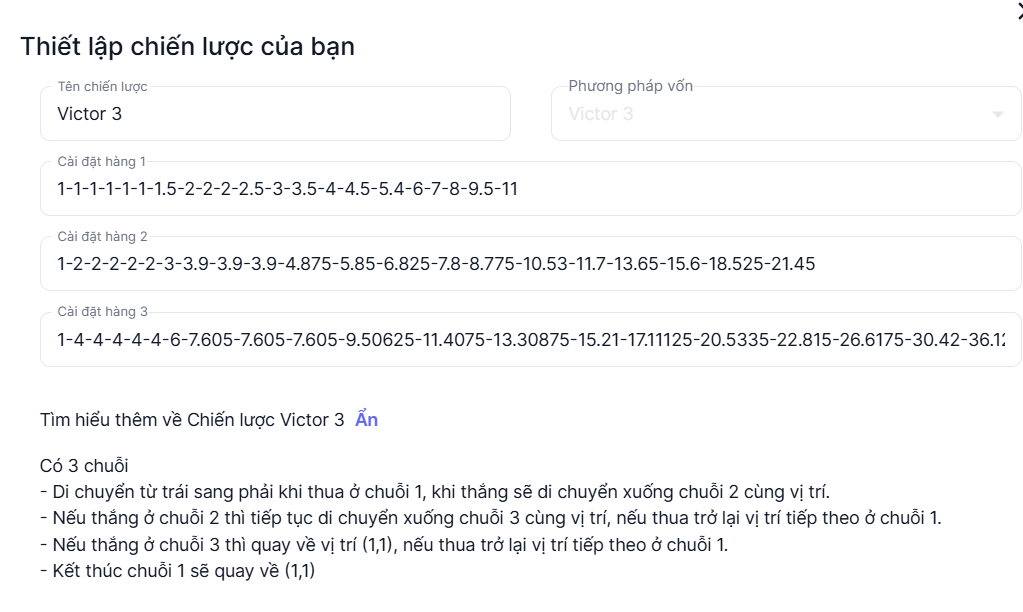 Thiết lập chiến lược của bạn
Tên chiến lược
Victor 3
Phương pháp vốn
Victor 3
Cài đặt hàng 1
1-1-1-1-1-1-1.5-2-2-2-2.5-3-3.5-4-4.5-5.4-6-7-8-9.5-11
Cài đặt hàng 2
1-2-2-2-2-2-3-3.9-3.9-3.9-4.875-5.85-6.825-7.8-8.775-10.53-11.7-13.65-15.6-18.525-21.45
Cài đặt hàng 3
1-4-4-4-4-4-6-7.605-7.605-7.605-9.50625-11.4075-13.30875-15.21-17.11125-20.5335-22.815-26.6175-30.42-36.12
Tìm hiểu thêm về Chiến lược Victor 3 Ẩn
Có 3 chuỗi
- Di chuyển từ trái sang phải khi thua ở chuỗi 1, khi thắng sẽ di chuyển xuống chuỗi 2 cùng vị trí.
- Nếu thắng ở chuỗi 2 thì tiếp tục di chuyển xuống chuỗi 3 cùng vị trí, nếu thua trở lại vị trí tiếp theo ở chuỗi 1.
- Nếu thắng ở chuỗi 3 thì quay về vị trí (1,1), nếu thua trở lại vị trí tiếp theo ở chuỗi 1.
- Kết thúc chuỗi 1 sẽ quay về (1,1)